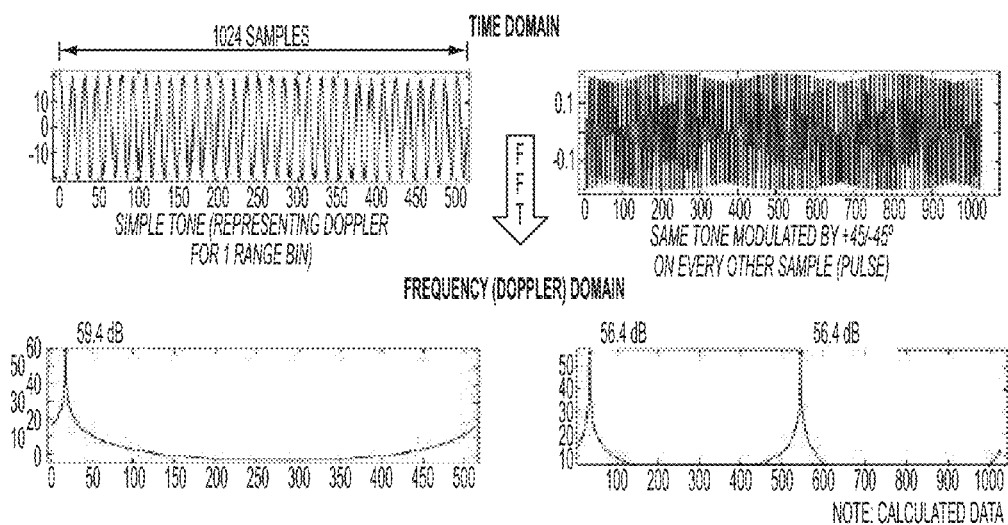 TIME DOMAIN
1024 SAMPLES
10
0
-10
0 50 100 150 200 250 300 350 400 450 500
SIMPLE TONE (REPRESENTING DOPPLER
FOR 1 RANGE BIN)
F
F
T
0.1
-0.1
0 100 200 300 400 500 600 700 800 900 1000
SAME TONE MODULATED BY +45/-45º
ON EVERY OTHER SAMPLE (PULSE)
FREQUENCY (DOPPLER) DOMAIN
59.4 dB
60
50
40
30
20
10
0
0 50 100 150 200 250 300 350 400 450 500
56.4 dB 56.4 dB
50
40
30
20
10
100 200 300 400 500 600 700 800 900 1000
NOTE: CALCULATED DATA